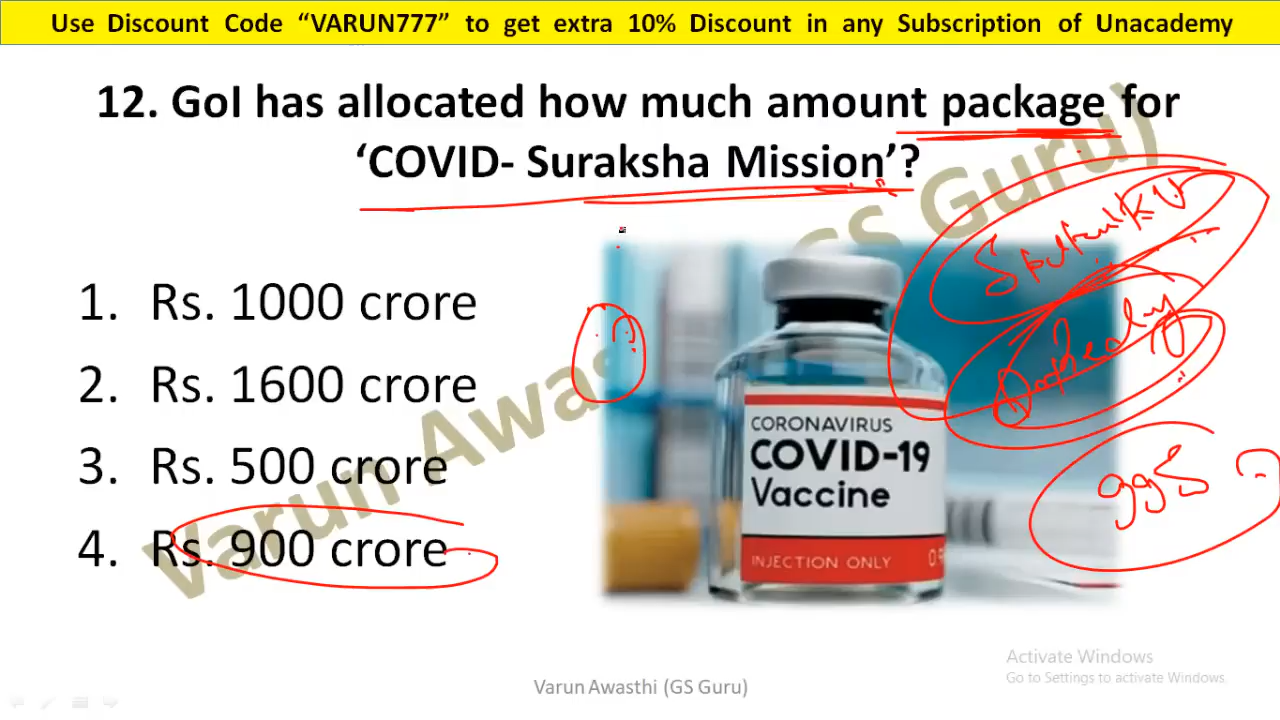 Use Discount Code “VARUN777” to get extra 10% Discount in any Subscription of Unacademy
12. GoI has allocated how much amount package for
‘COVID- Suraksha Mission’?
1. Rs. 1000 crore
2. Rs. 1600 crore
3. Rs. 500 crore
4. Rs. 900 crore
Varun Awasthi (GS Guru)
CORONAVIRUS
COVID-19
Vaccine
INJECTION ONLY
Sputnik V
995
Activate Windows
Go to Settings to activate Windows.
Varun Awasthi (GS Guru)